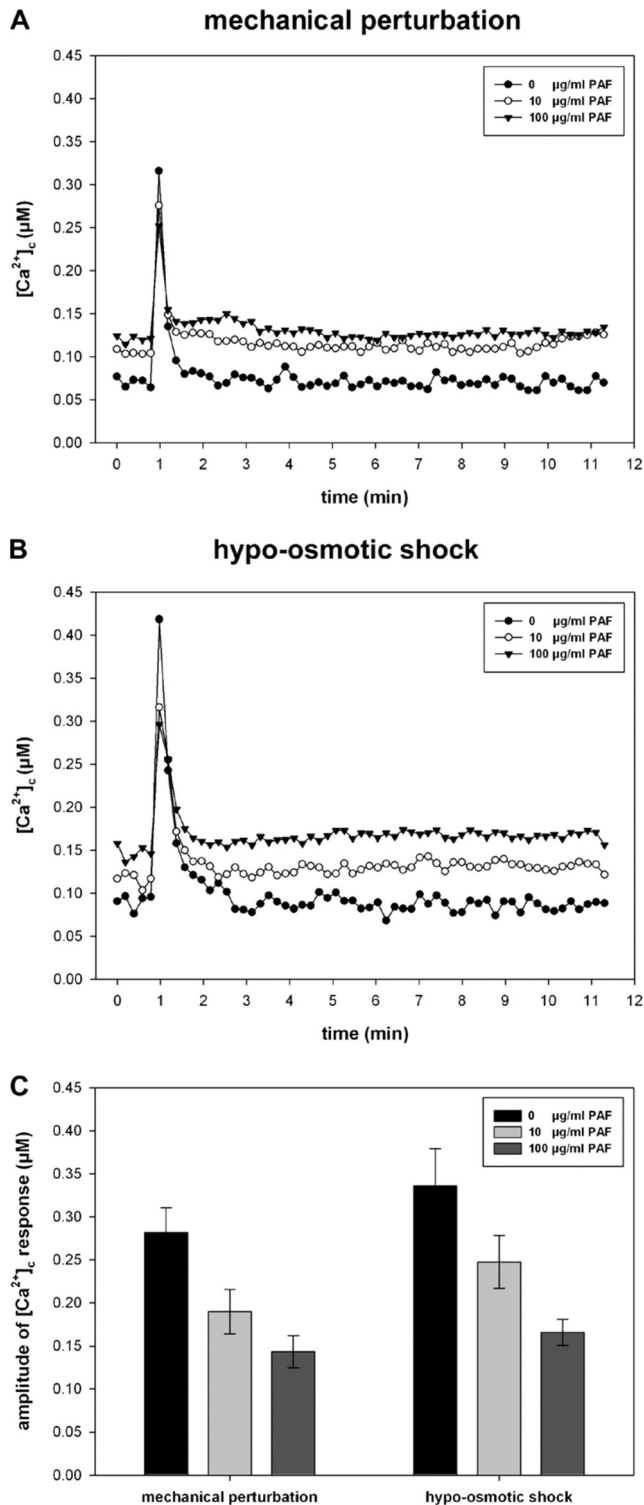 A
mechanical perturbation
0.45
0.40
0.35
0.30
0.25
0.20
0.15
0.10
0.05
0.00
[Ca²⁺]c (µM)
0 µg/ml PAF
10 µg/ml PAF
100 µg/ml PAF
0 1 2 3 4 5 6 7 8 9 10 11 12
time (min)
B
hypo-osmotic shock
0.45
0.40
0.35
0.30
0.25
0.20
0.15
0.10
0.05
0.00
[Ca²⁺]c (µM)
0 µg/ml PAF
10 µg/ml PAF
100 µg/ml PAF
0 1 2 3 4 5 6 7 8 9 10 11 12
time (min)
C
0.45
0.40
0.35
0.30
0.25
0.20
0.15
0.10
0.05
0.00
amplitude of [Ca²⁺]c response (µM)
0 µg/ml PAF
10 µg/ml PAF
100 µg/ml PAF
mechanical perturbation hypo-osmotic shock